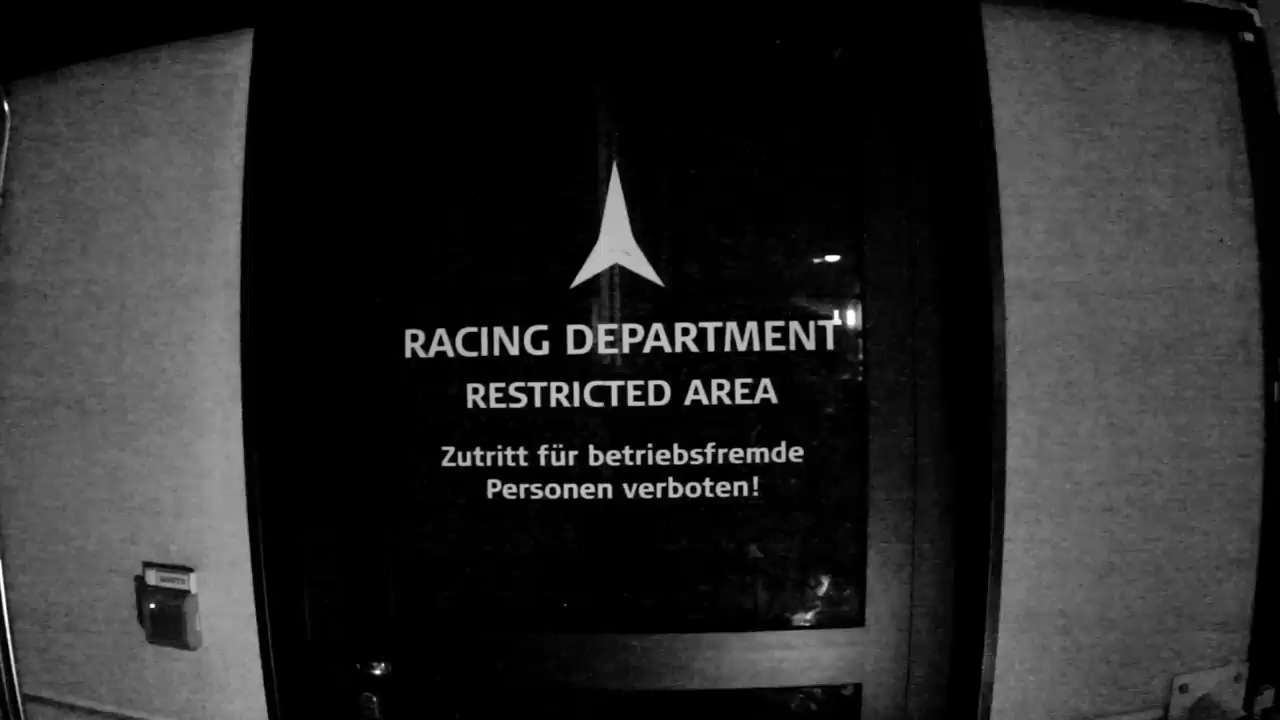 RACING DEPARTMENT
RESTRICTED AREA
Zutritt für betriebsfremde
Personen verboten!